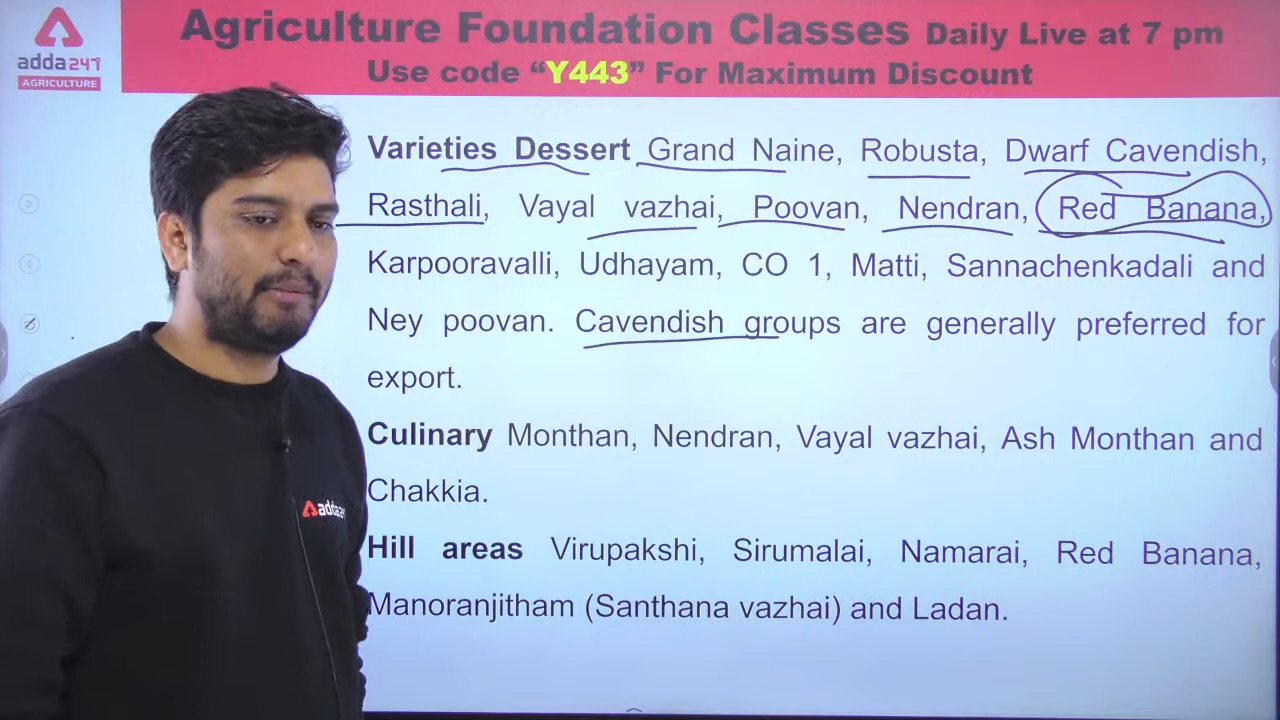 Agriculture Foundation Classes Daily Live at 7 pm
Use code “Y443” For Maximum Discount
adda247
AGRICULTURE
Varieties Dessert Grand Naine, Robusta, Dwarf Cavendish,
Rasthali, Vayal vazhai, Poovan, Nendran, Red Banana,
Karpooravalli, Udhayam, CO 1, Matti, Sannachenkadali and
Ney poovan. Cavendish groups are generally preferred for
export.
Culinary Monthan, Nendran, Vayal vazhai, Ash Monthan and
Chakkia.
Hill areas Virupakshi, Sirumalai, Namarai, Red Banana,
Manoranjitham (Santhana vazhai) and Ladan.
adda247